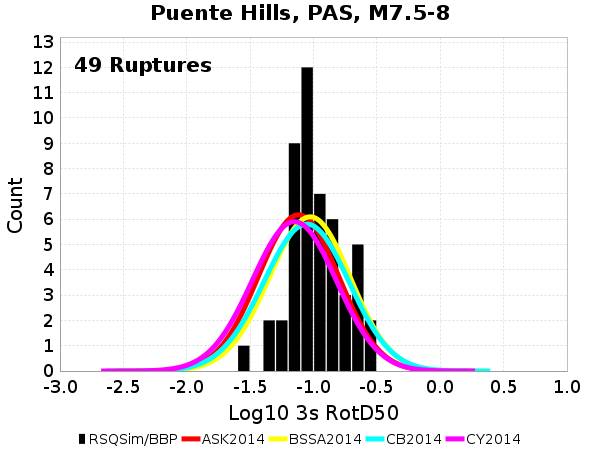 Puente Hills, PAS, M7.5-8
49 Ruptures
Count
13
12
11
10
9
8
7
6
5
4
3
2
1
0
-3.0 -2.5 -2.0 -1.5 -1.0 -0.5 0.0 0.5 1.0
Log10 3s RotD50
RSQSim/BBP ASK2014 BSSA2014 CB2014 CY2014